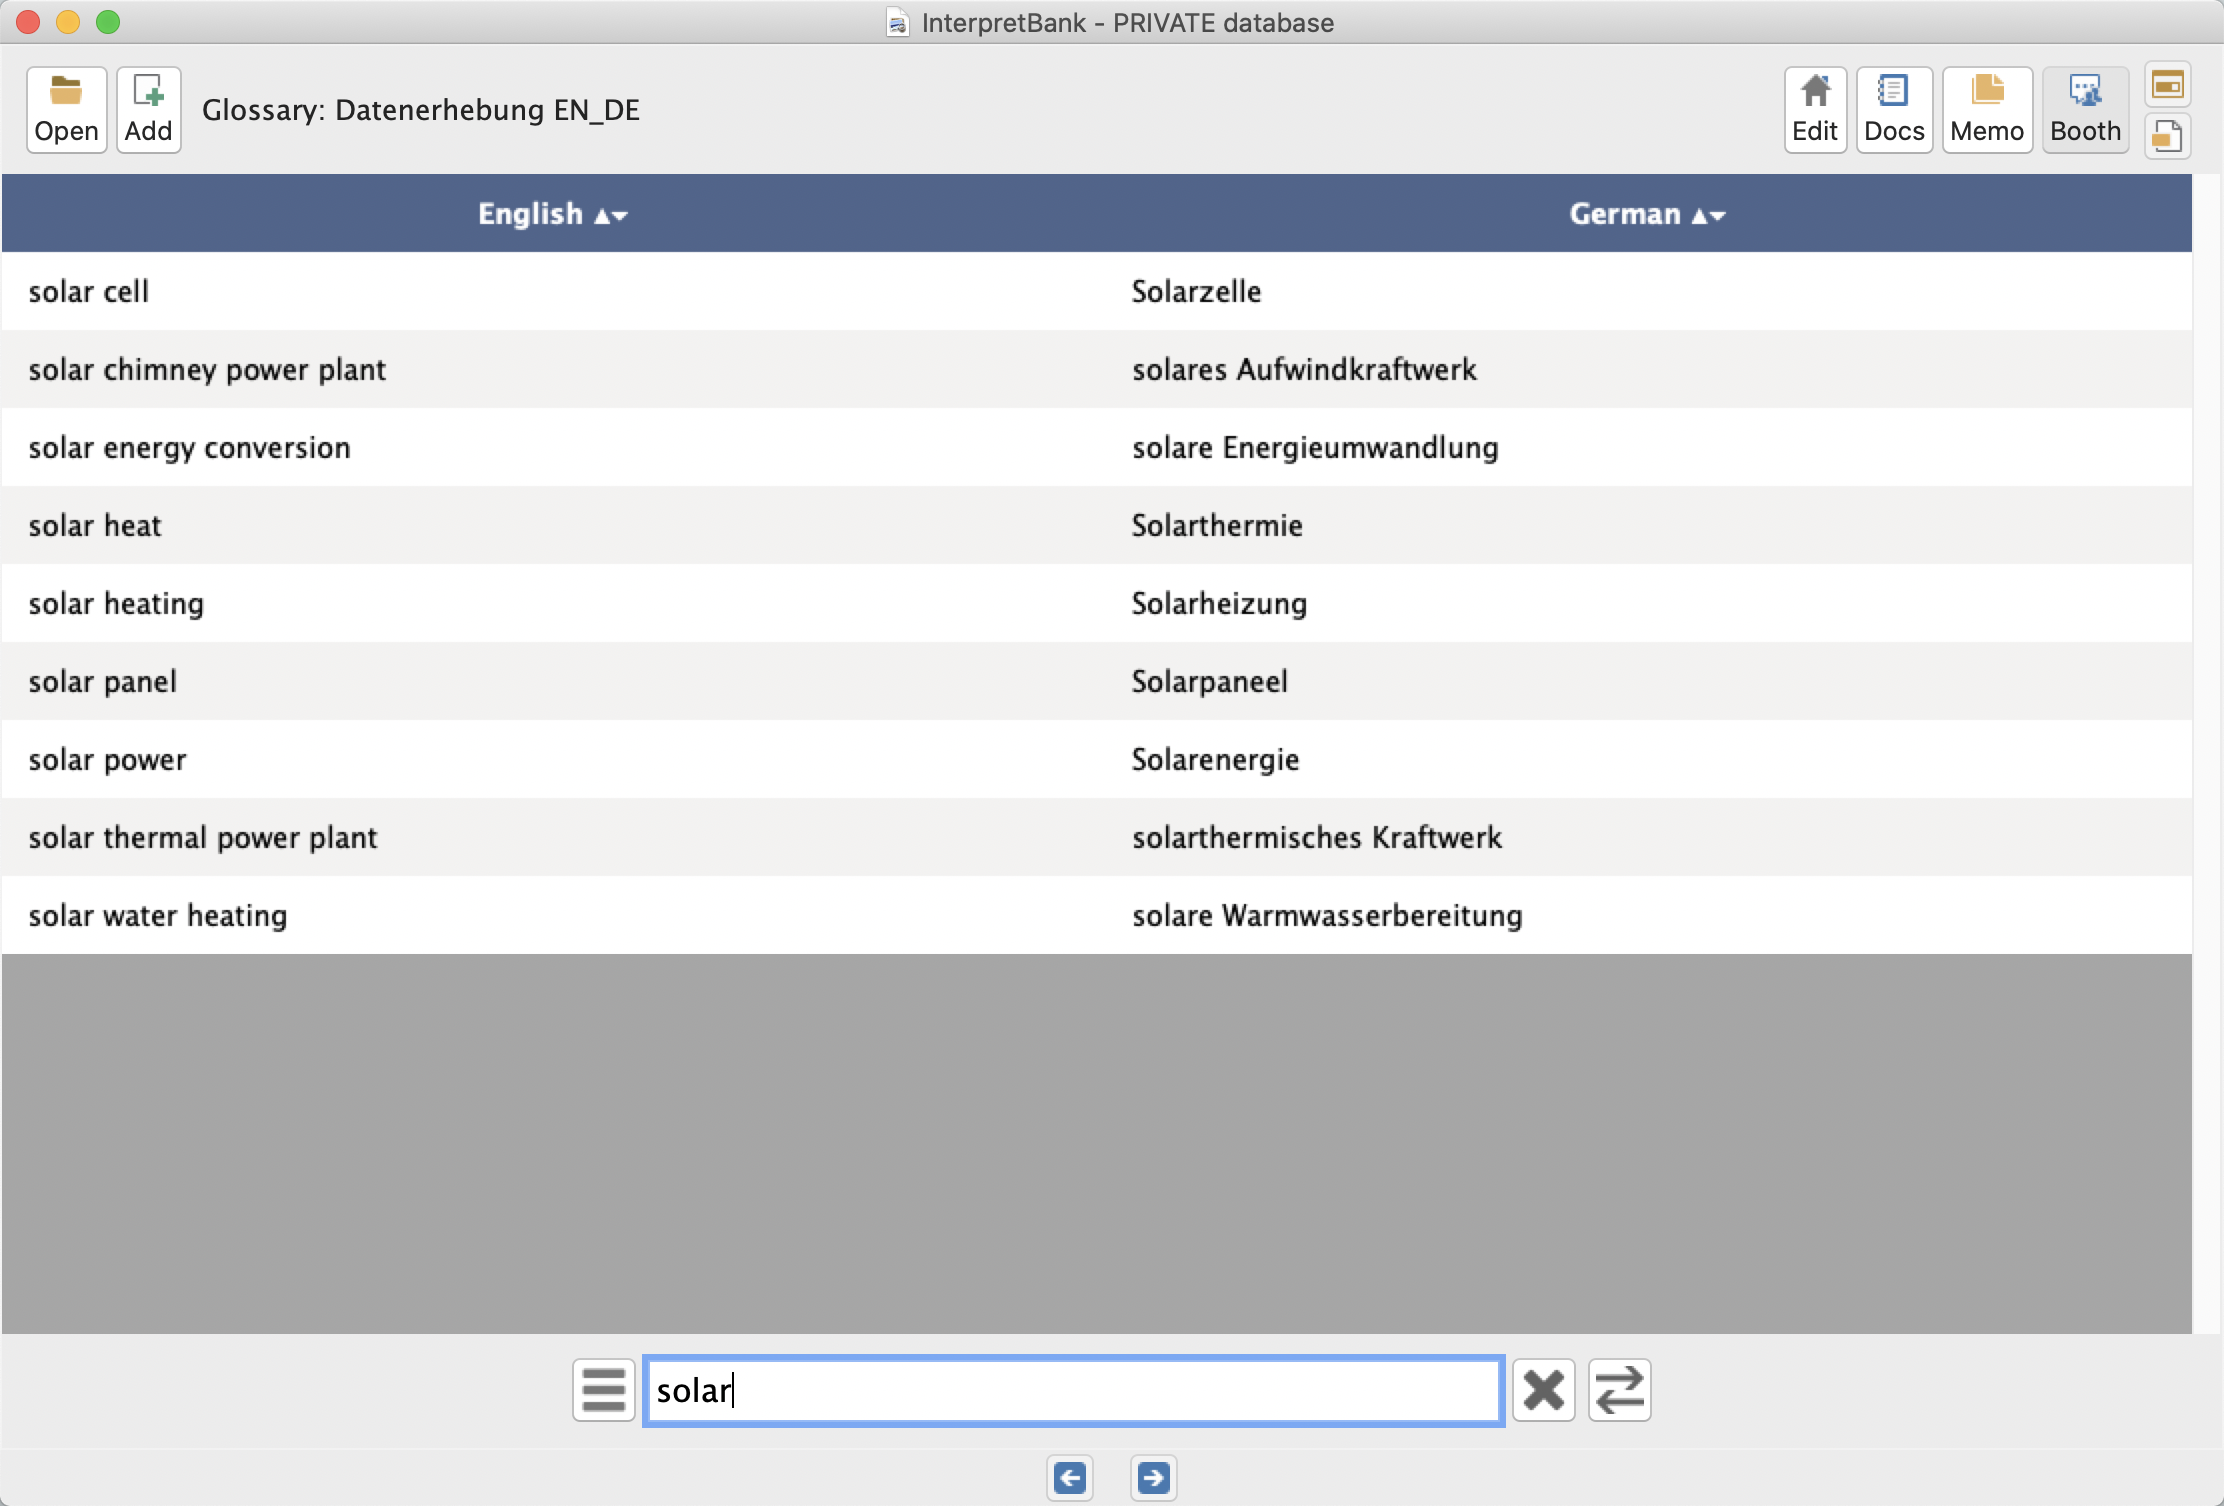 InterpretBank - PRIVATE database
Open Add Glossary: Datenerhebung EN_DE Edit Docs Memo Booth
English ▲▼ German ▲▼
solar cell Solarzelle
solar chimney power plant solares Aufwindkraftwerk
solar energy conversion solare Energieumwandlung
solar heat Solarthermie
solar heating Solarheizung
solar panel Solarpaneel
solar power Solarenergie
solar thermal power plant solarthermisches Kraftwerk
solar water heating solare Warmwasserbereitung
solar